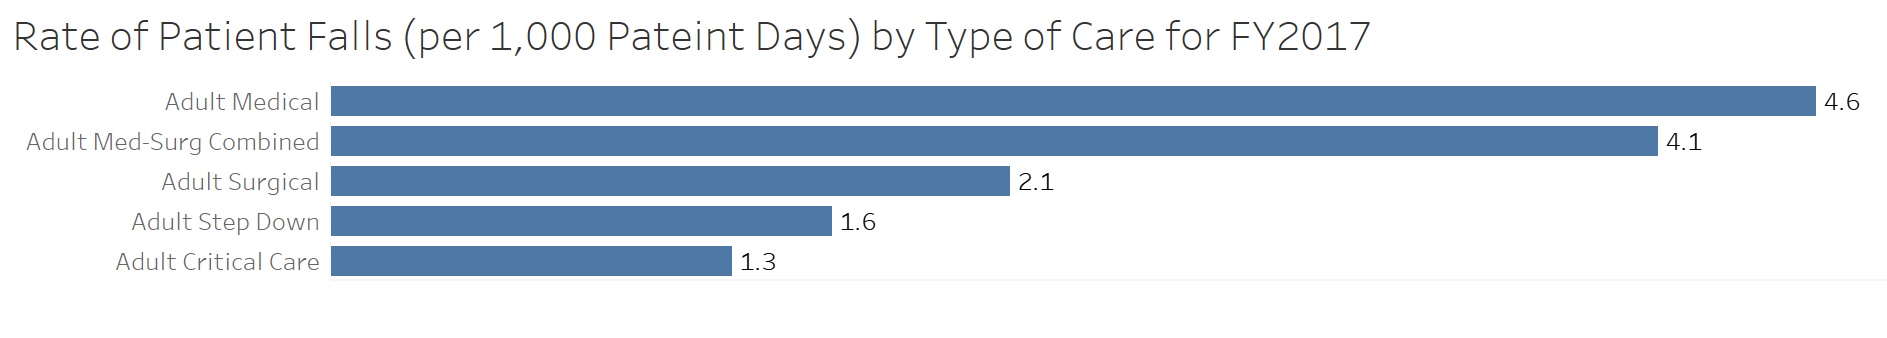 Rate of Patient Falls (per 1,000 Pateint Days) by Type of Care for FY2017
Adult Medical 4.6
Adult Med-Surg Combined 4.1
Adult Surgical 2.1
Adult Step Down 1.6
Adult Critical Care 1.3